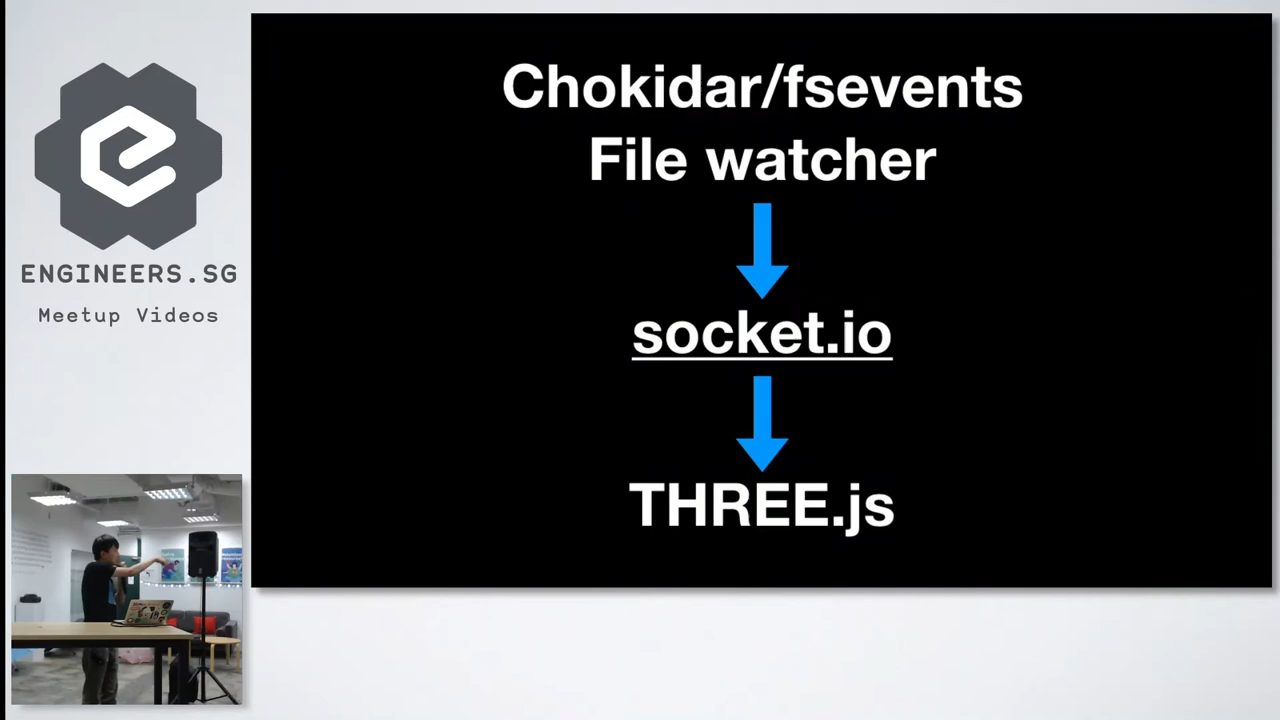 ENGINEERS.SG
Meetup Videos
Chokidar/fsevents
File watcher
socket.io
THREE.js